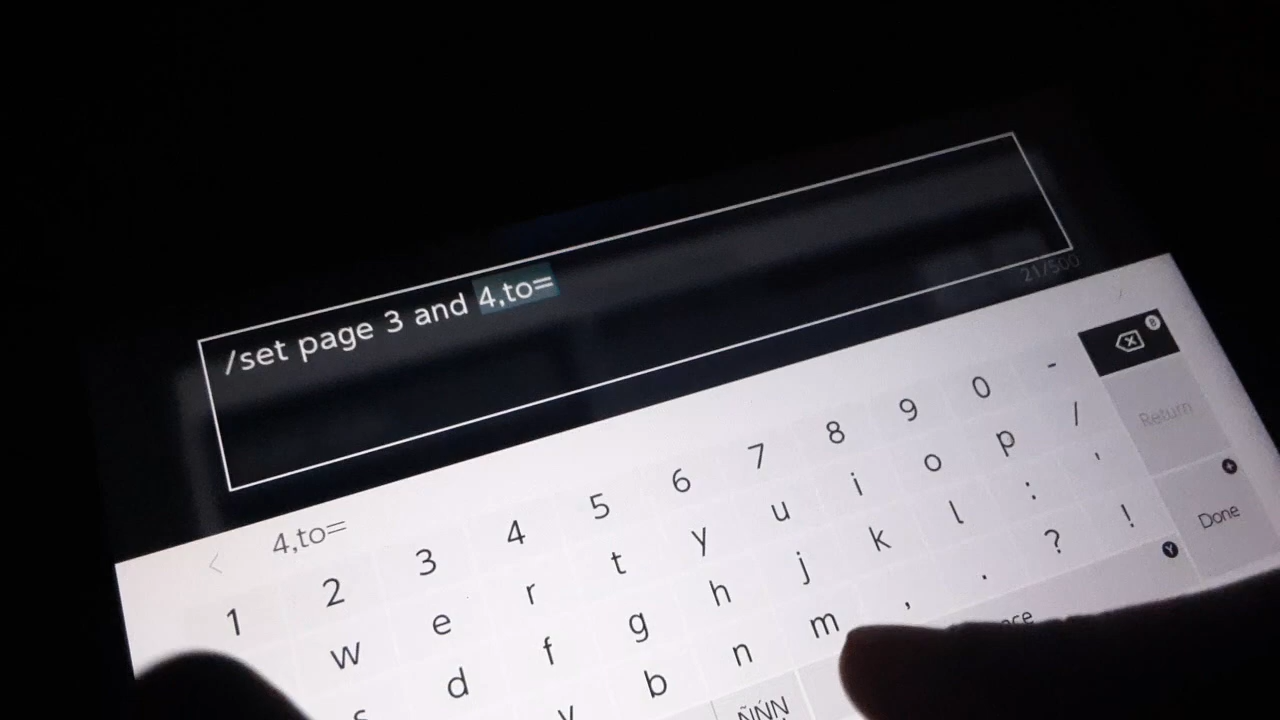 /set page 3 and 4,to=
21/500
< 4,to= >
1 2 3 4 5 6 7 8 9 0 - B
w e r t y u i o p / Return
s d f g h j k l : ' +
v b n m , . ? ! Done
ÑŃṆ Y